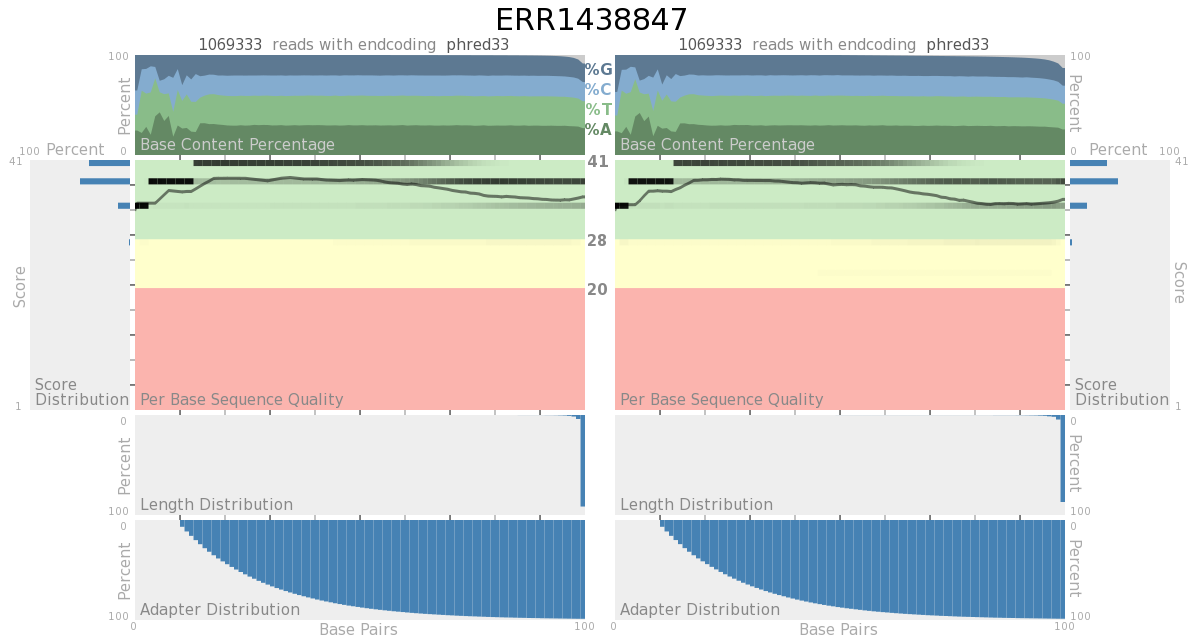 ERR1438847
1069333 reads with endcoding phred33
1069333 reads with endcoding phred33
100
Percent
0
Base Content Percentage
%G
%C
%T
%A
Base Content Percentage
100
Percent
0
100 Percent
41
Score
1
Score
Distribution
Per Base Sequence Quality
41
28
20
Per Base Sequence Quality
Percent 100
41
Score
1
Score
Distribution
0
Percent
100
Length Distribution
Length Distribution
0
Percent
100
0
Percent
100
Adapter Distribution
Adapter Distribution
0
Percent
100
0 Base Pairs 100
0 Base Pairs 100